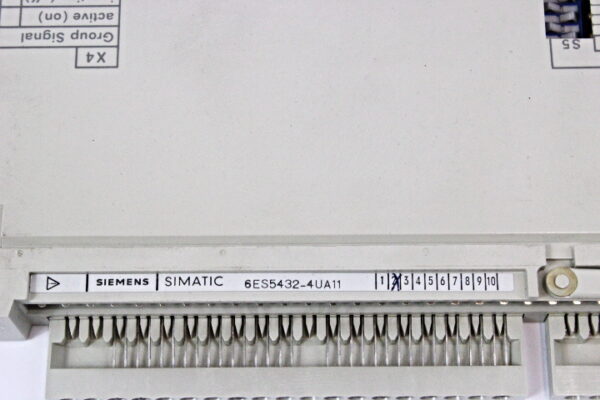 active (on)
Group Signal
X4
S5
SIEMENS SIMATIC 6ES5432-4UA11 1 2 3 4 5 6 7 8 9 10